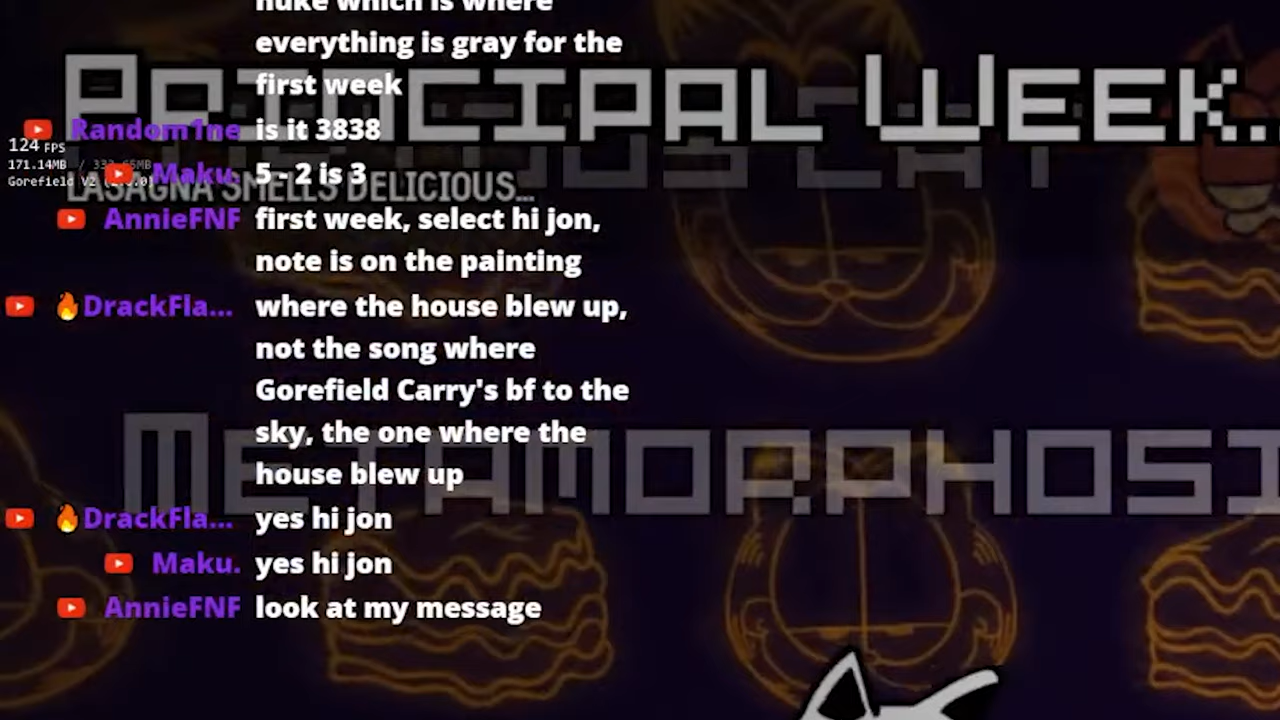 nuke which is where
everything is gray for the
first week
PRINCIPAL WEEK.
Random1ne is it 3838
124 FPS
171.14MB / 333.65MB
Gorefield V2
Maku. 5 - 2 is 3
LASAGNA SMELLS DELICIOUS...
AnnieFNF first week, select hi jon,
note is on the painting
🔥DrackFla... where the house blew up,
not the song where
Gorefield Carry's bf to the
sky, the one where the
house blew up
METAMORPHOSI
🔥DrackFla... yes hi jon
Maku. yes hi jon
AnnieFNF look at my message